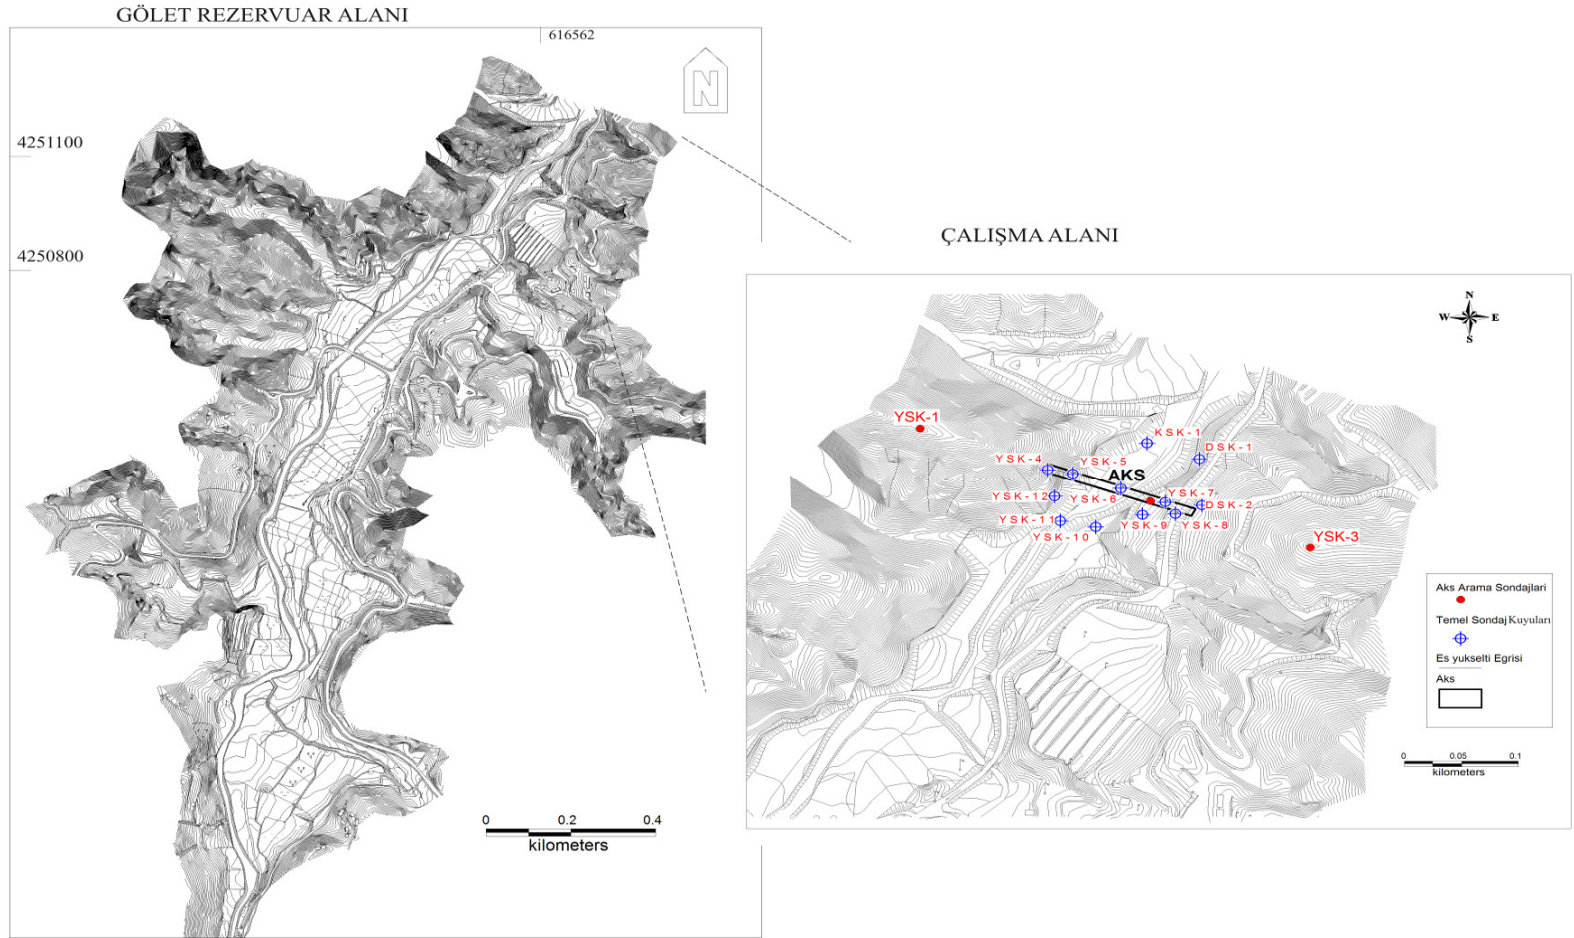 GÖLET REZERVUAR ALANI
616562
N
4251100
4250800
0 0.2 0.4
kilometers
ÇALIŞMA ALANI
N
W E
S
YSK-1
KSK-1
DSK-1
YSK-4
YSK-5
AKS
YSK-12
YSK-6
YSK-7
DSK-2
YSK-11
YSK-9
YSK-8
YSK-10
YSK-3
Aks Arama Sondajlari
Temel Sondaj Kuyuları
Es yukselti Egrisi
Aks
0 0.05 0.1
kilometers